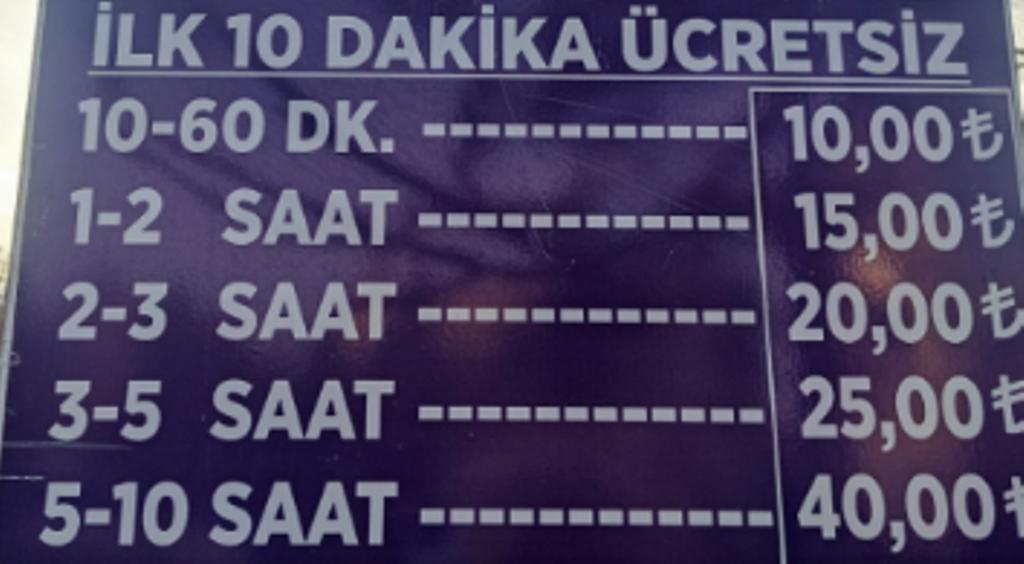 İLK 10 DAKİKA ÜCRETSİZ
10-60 DK. ------------ 10,00₺
1-2 SAAT ------------ 15,00₺
2-3 SAAT ------------ 20,00₺
3-5 SAAT ------------ 25,00₺
5-10 SAAT ------------ 40,00₺